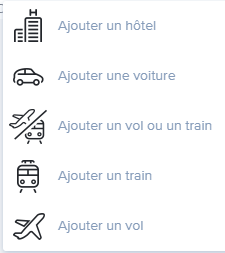 Ajouter un hôtel
Ajouter une voiture
Ajouter un vol ou un train
Ajouter un train
Ajouter un vol